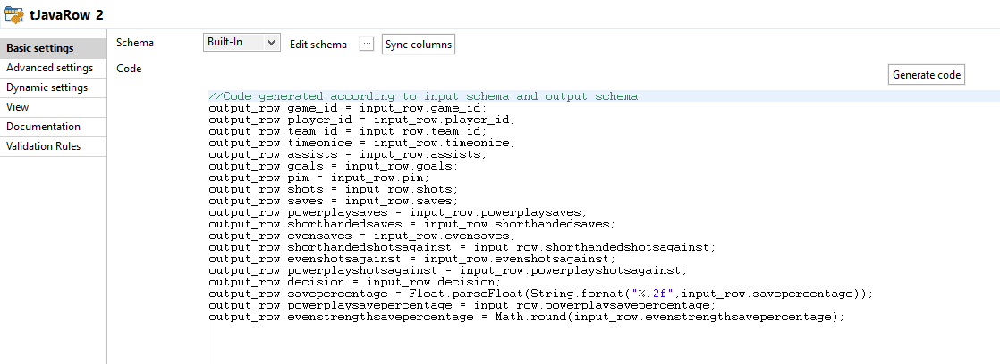 tJavaRow_2
Basic settings
Advanced settings
Dynamic settings
View
Documentation
Validation Rules
Schema
Built-In
Edit schema
...
Sync columns
Code
Generate code
//Code generated according to input schema and output schema
output_row.game_id = input_row.game_id;
output_row.player_id = input_row.player_id;
output_row.team_id = input_row.team_id;
output_row.timeonice = input_row.timeonice;
output_row.assists = input_row.assists;
output_row.goals = input_row.goals;
output_row.pim = input_row.pim;
output_row.shots = input_row.shots;
output_row.saves = input_row.saves;
output_row.powerplaysaves = input_row.powerplaysaves;
output_row.shorthandedsaves = input_row.shorthandedsaves;
output_row.evensaves = input_row.evensaves;
output_row.shorthandedshotsagainst = input_row.shorthandedshotsagainst;
output_row.evenshotsagainst = input_row.evenshotsagainst;
output_row.powerplayshotsagainst = input_row.powerplayshotsagainst;
output_row.decision = input_row.decision;
output_row.savepercentage = Float.parseFloat(String.format("%.2f",input_row.savepercentage));
output_row.powerplaysavepercentage = input_row.powerplaysavepercentage;
output_row.evenstrengthsavepercentage = Math.round(input_row.evenstrengthsavepercentage);